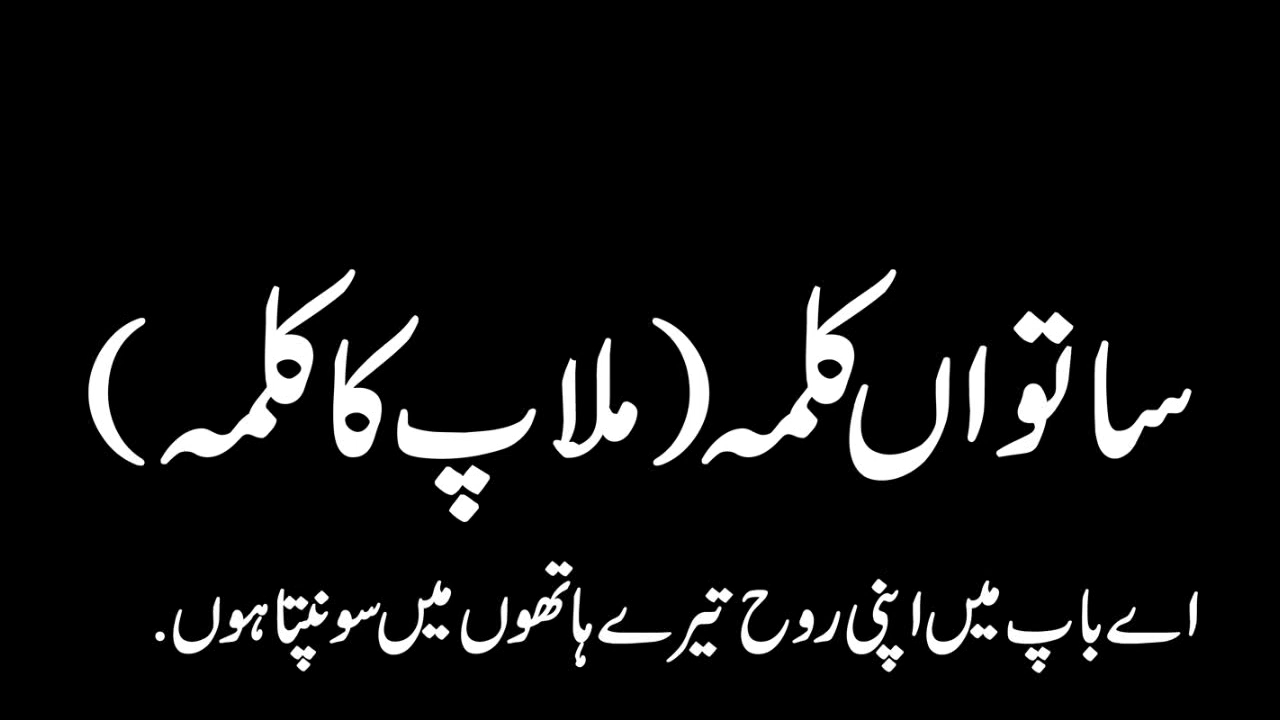 ساتواں کلمہ (ملاپ کا کلمہ)
اے باپ میں اپنی روح تیرے ہاتھوں میں سونپتا ہوں.